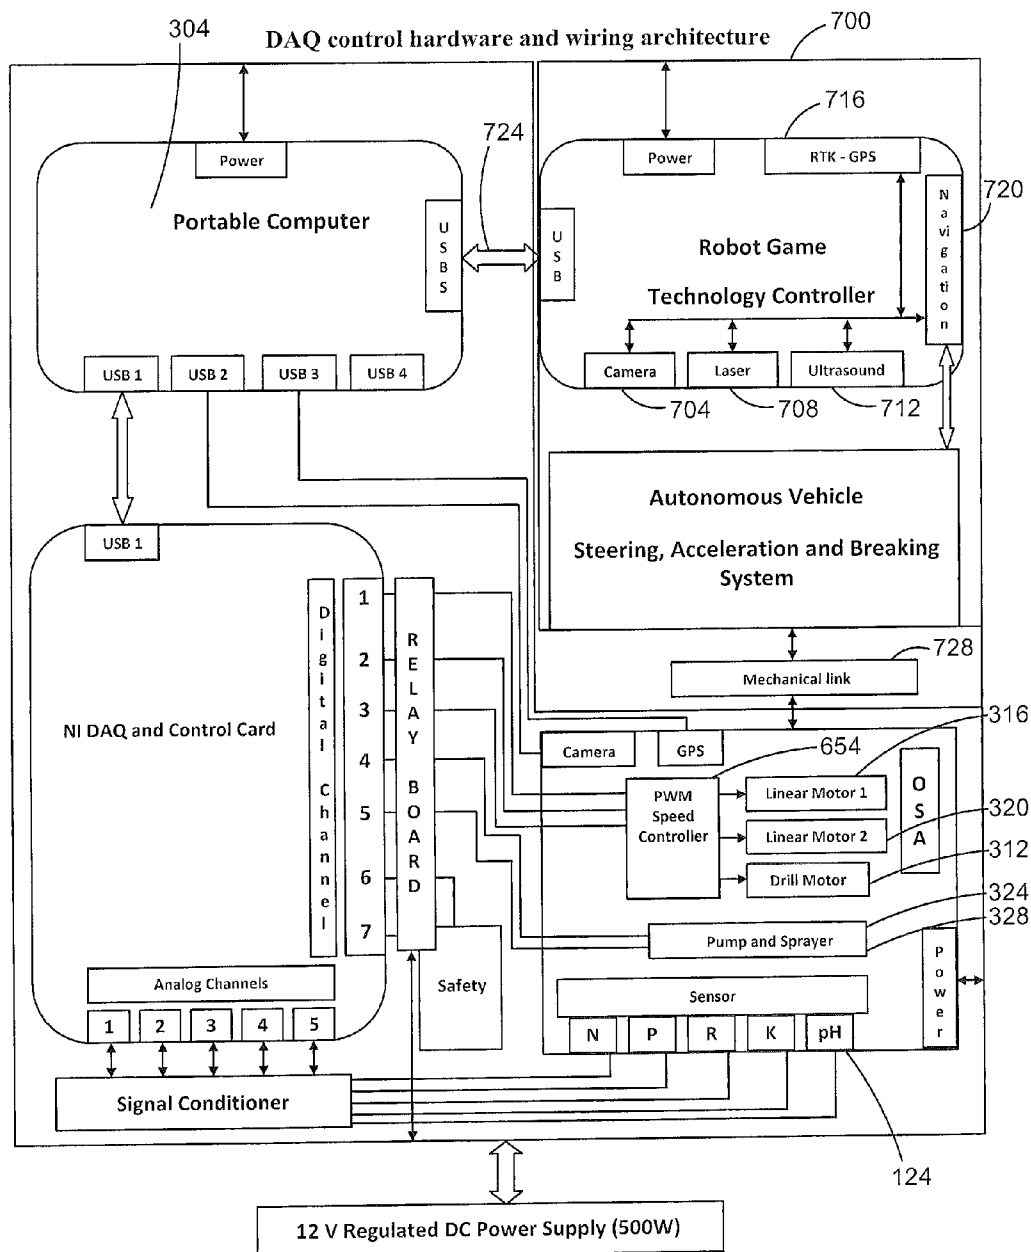 304
DAQ control hardware and wiring architecture
700
716
724
Power
Portable Computer
USBS
USB 1
USB 2
USB 3
USB 4
Power
RTK - GPS
720
Navigation
USB
Robot Game
Technology Controller
Camera
Laser
Ultrasound
704
708
712
Autonomous Vehicle
Steering, Acceleration and Breaking
System
728
Mechanical link
USB 1
NI DAQ and Control Card
Digital Channel
1
2
3
4
5
6
7
RELAY BOARD
Safety
Analog Channels
1
2
3
4
5
Signal Conditioner
Camera
GPS
654
316
PWM
Speed
Controller
Linear Motor 1
Linear Motor 2
Drill Motor
OSA
320
312
324
328
Pump and Sprayer
Power
Sensor
N
P
R
K
pH
124
12 V Regulated DC Power Supply (500W)